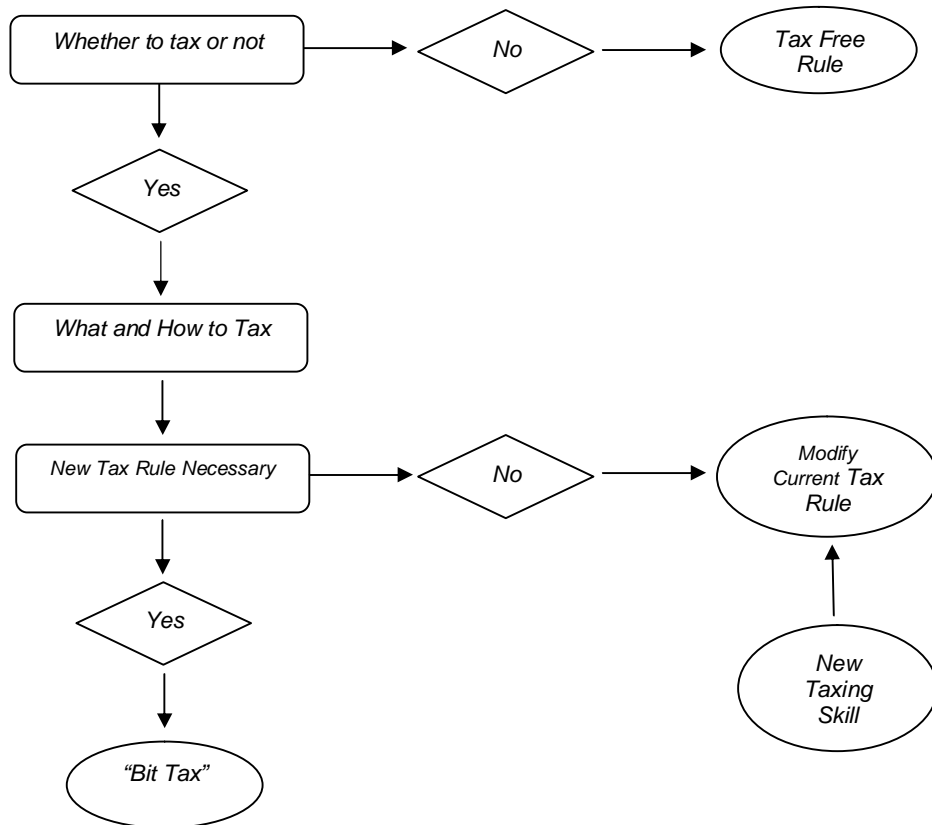 Whether to tax or not
No
Tax Free
Rule
Yes
What and How to Tax
New Tax Rule Necessary
No
Modify
Current Tax
Rule
Yes
New
Taxing
Skill
“Bit Tax”